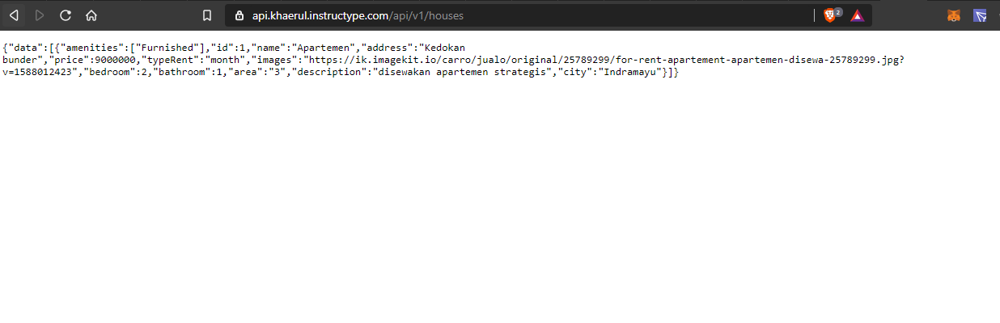 api.khaerul.instructype.com/api/v1/houses
2
{"data":[{"amenities":["Furnished"],"id":1,"name":"Apartemen","address":"Kedokan
bunder","price":9000000,"typeRent":"month","images":"https://ik.imagekit.io/carro/jualo/original/25789299/for-rent-apartement-apartemen-disewa-25789299.jpg?
v=1588012423","bedroom":2,"bathroom":1,"area":"3","description":"disewakan apartemen strategis","city":"Indramayu"}]}